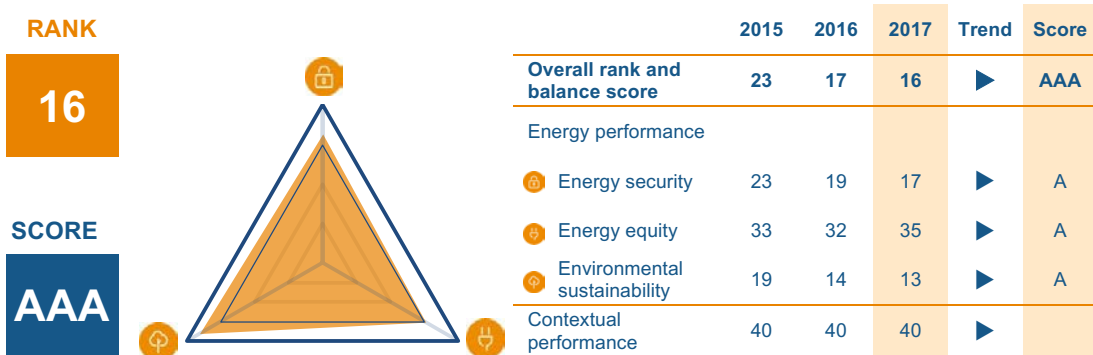 RANK
16
SCORE
AAA
2015 2016 2017 Trend Score
Overall rank and
balance score 23 17 16 AAA
Energy performance
Energy security 23 19 17 A
Energy equity 33 32 35 A
Environmental
sustainability 19 14 13 A
Contextual
performance 40 40 40